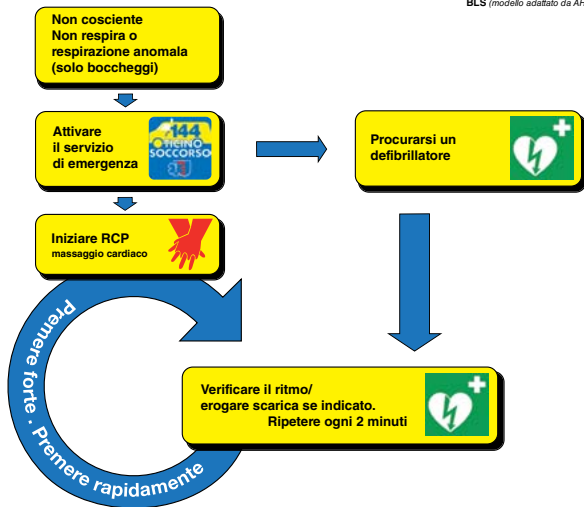 BLS (modello adattato da AH
Non cosciente
Non respira o
respirazione anomala
(solo boccheggi)
Attivare
il servizio
di emergenza
144
TICINO
SOCCORSO
Procurarsi un
defibrillatore
Iniziare RCP
massaggio cardiaco
Premere forte . Premere rapidamente
Verificare il ritmo/
erogare scarica se indicato.
Ripetere ogni 2 minuti